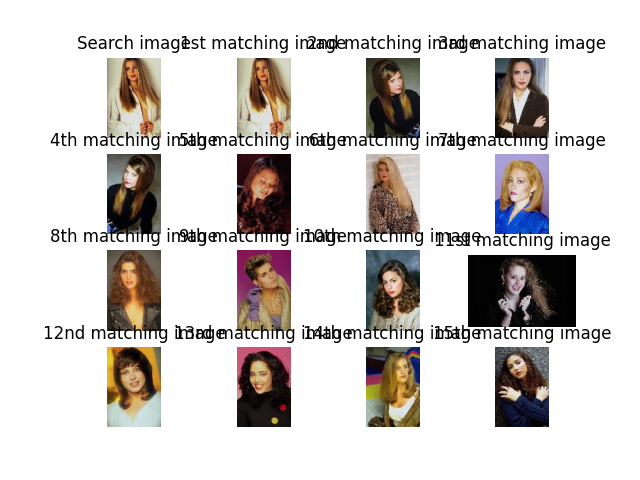 Search image 1st matching image 2nd matching image 3rd matching image
4th matching image 5th matching image 6th matching image 7th matching image
8th matching image 9th matching image 10th matching image 11st matching image
12nd matching image 13rd matching image 14th matching image 15th matching image